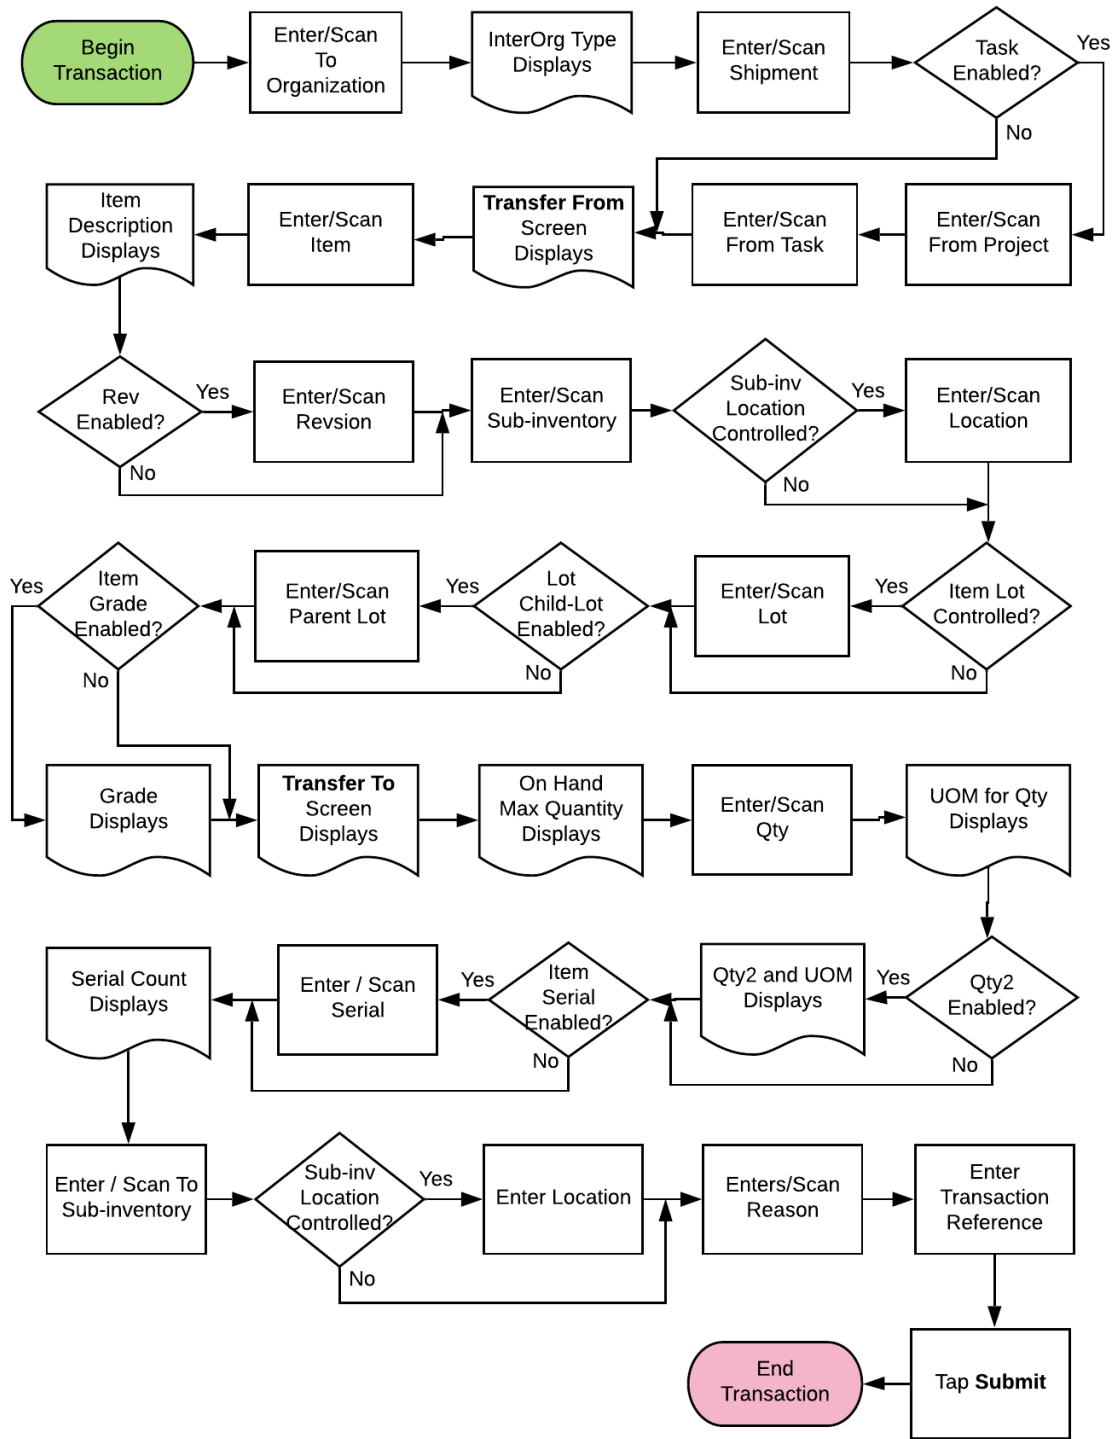 Begin
Transaction
Enter/Scan
To
Organization
InterOrg Type
Displays
Enter/Scan
Shipment
Task
Enabled?
Yes
No
Item
Description
Displays
Enter/Scan
Item
Transfer From
Screen
Displays
Enter/Scan
From Task
Enter/Scan
From Project
Rev
Enabled?
Yes
No
Enter/Scan
Revsion
Enter/Scan
Sub-inventory
Sub-inv
Location
Controlled?
Yes
No
Enter/Scan
Location
Yes
Item
Grade
Enabled?
No
Enter/Scan
Parent Lot
Yes
Lot
Child-Lot
Enabled?
No
Enter/Scan
Lot
Yes
Item Lot
Controlled?
No
Grade
Displays
Transfer To
Screen
Displays
On Hand
Max Quantity
Displays
Enter/Scan
Qty
UOM for Qty
Displays
Serial Count
Displays
Enter / Scan
Serial
Yes
Item
Serial
Enabled?
No
Qty2 and UOM
Displays
Yes
Qty2
Enabled?
No
Enter / Scan To
Sub-inventory
Sub-inv
Location
Controlled?
Yes
No
Enter Location
Enters/Scan
Reason
Enter
Transaction
Reference
End
Transaction
Tap Submit